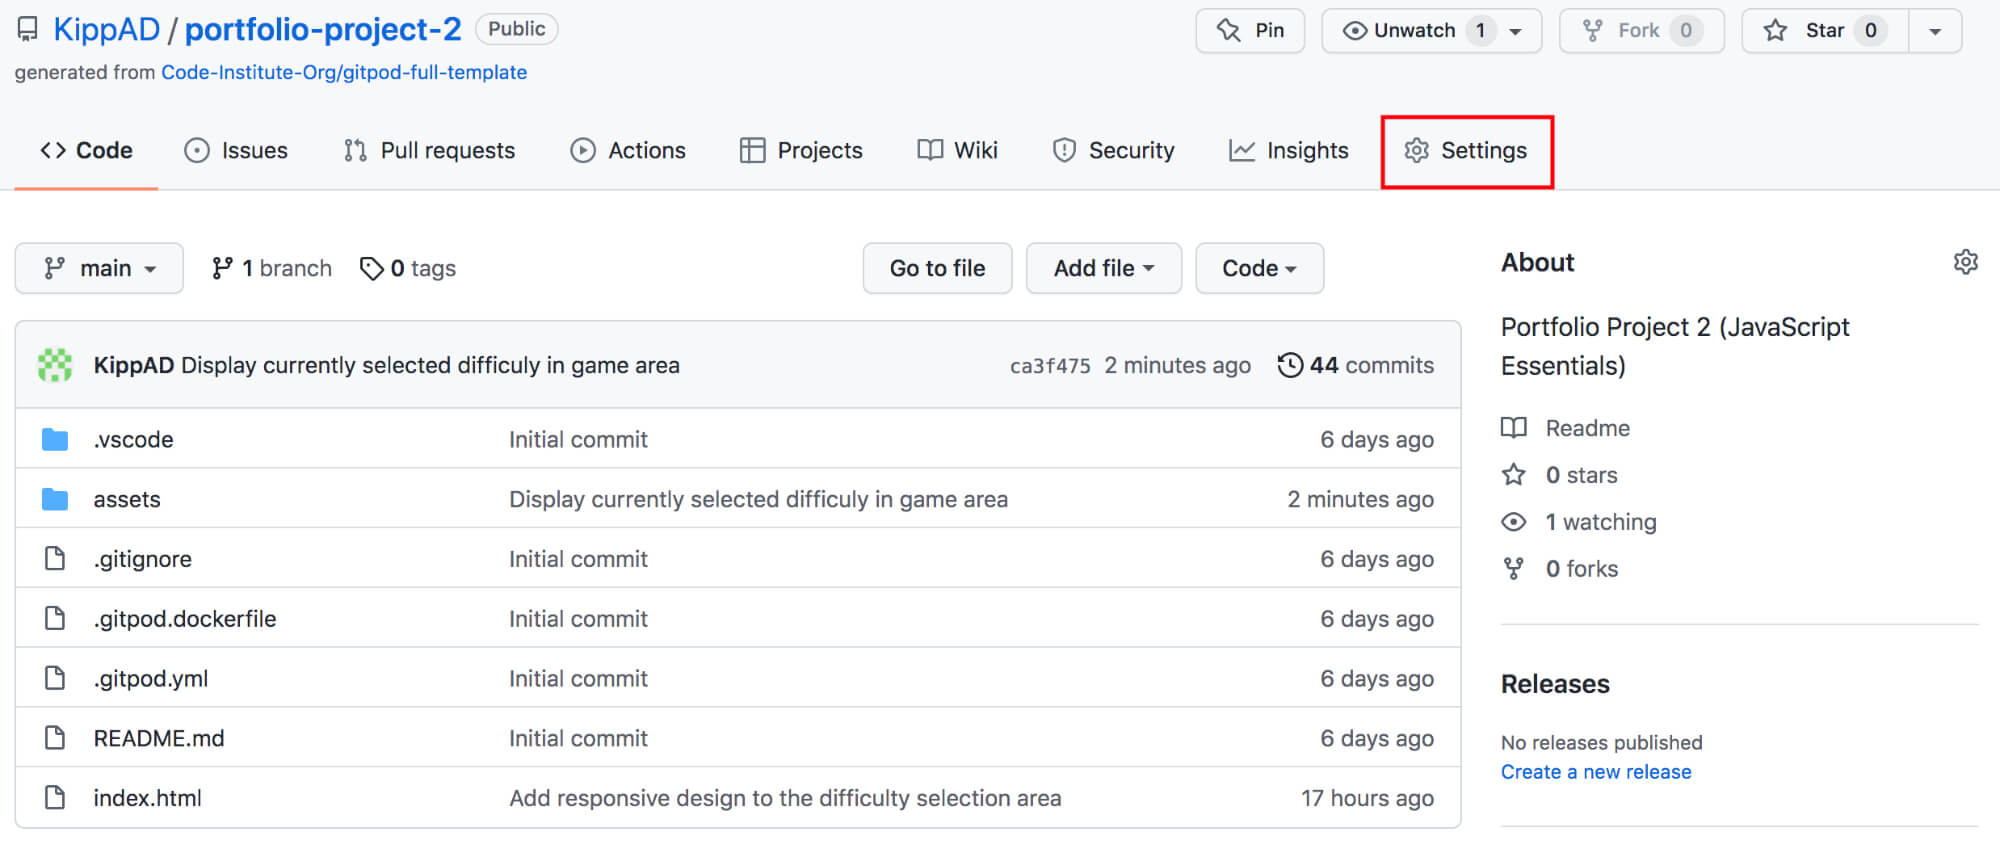 KippAD / portfolio-project-2 Public
Pin
Unwatch 1
Fork 0
Star 0
generated from Code-Institute-Org/gitpod-full-template
Code Issues Pull requests Actions Projects Wiki Security Insights Settings
main 1 branch 0 tags Go to file Add file Code
KippAD Display currently selected difficuly in game area ca3f475 2 minutes ago 44 commits
.vscode Initial commit 6 days ago
assets Display currently selected difficuly in game area 2 minutes ago
.gitignore Initial commit 6 days ago
.gitpod.dockerfile Initial commit 6 days ago
.gitpod.yml Initial commit 6 days ago
README.md Initial commit 6 days ago
index.html Add responsive design to the difficulty selection area 17 hours ago
About
Portfolio Project 2 (JavaScript
Essentials)
Readme
0 stars
1 watching
0 forks
Releases
No releases published
Create a new release